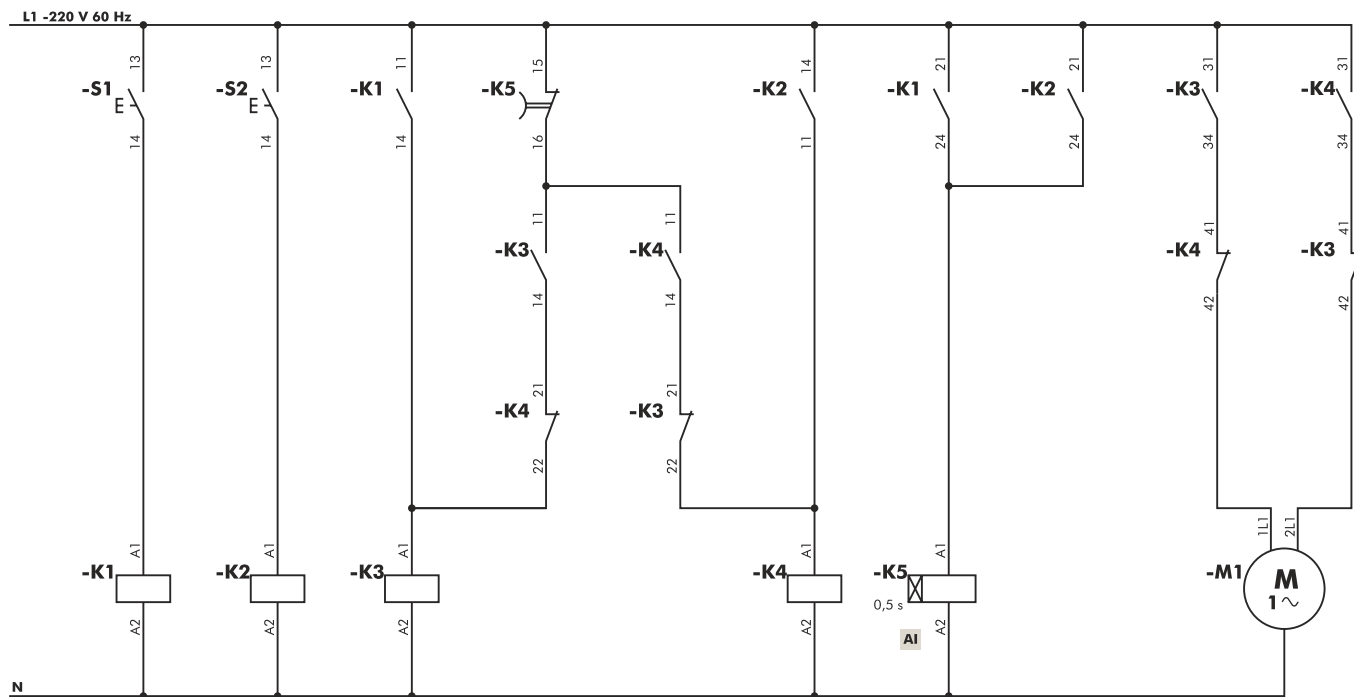 L1 -220 V 60 Hz
13 13 11 15 14 21 21 31 31
-S1 -S2 -K1 -K5 -K2 -K1 -K2 -K3 -K4
14 14 14 16 11 24 24 34 34
11 11 41 41
-K3 -K4 -K4 -K3
14 14 42 42
21 21
-K4 -K3
22 22
1L1 2L1
A1 A1 A1 A1 A1
-K1 -K2 -K3 -K4 -K5 -M1 M
0,5 s 1~
A2 A2 A2 A2 A2
AI
N